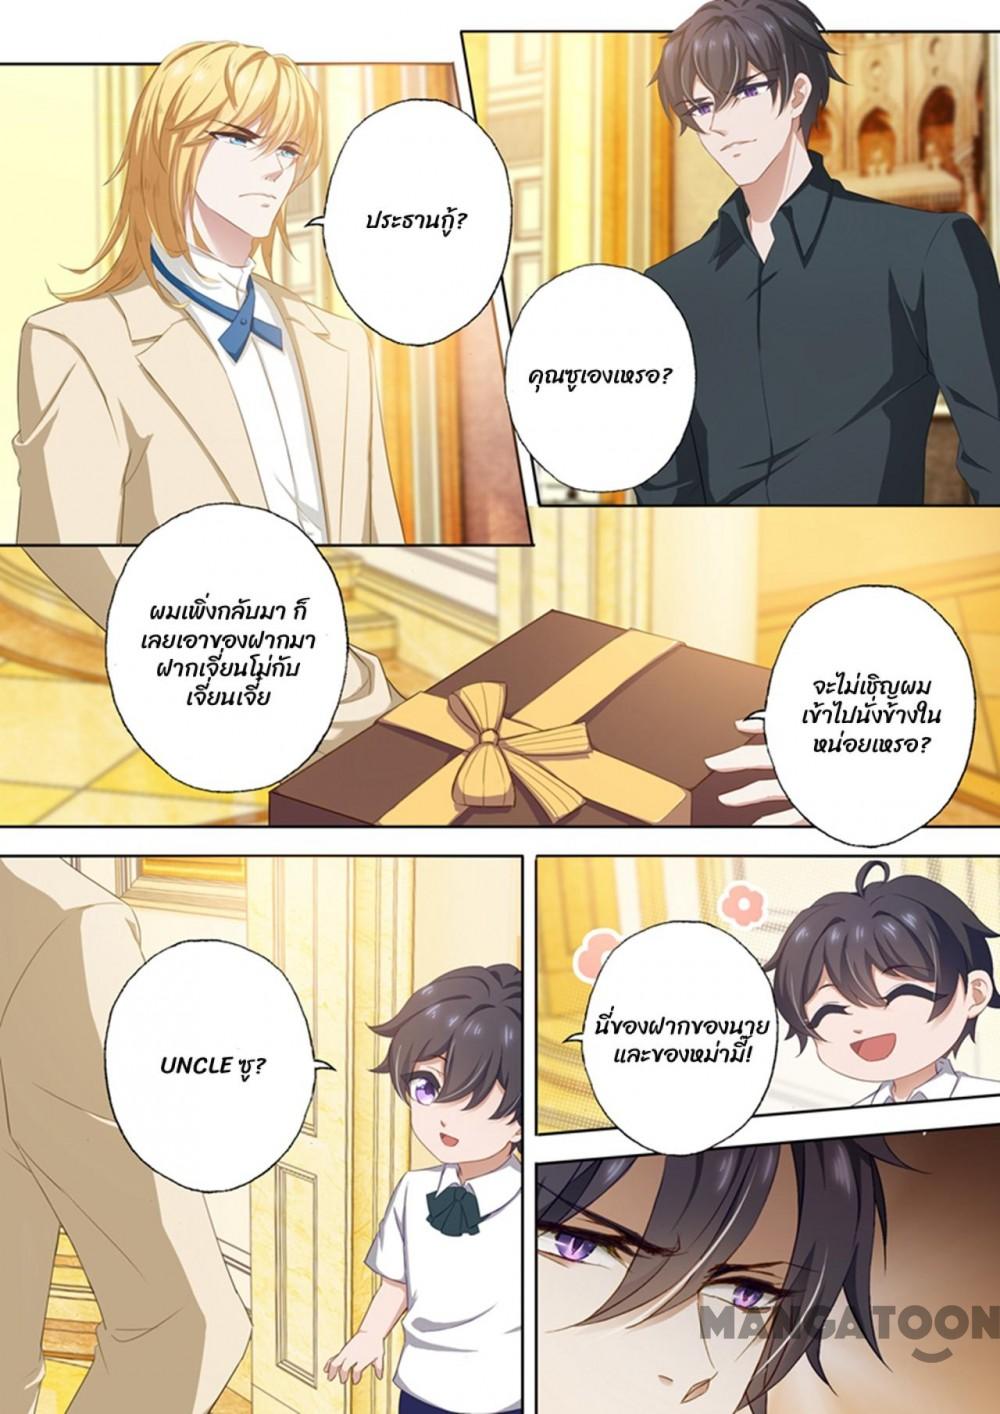 ประธานกู้?
คุณซูเองเหรอ?
ผมเพิ่งกลับมา ก็
เลยเอาของฝากมา
ฝากเจี่ยนโม่กับ
เจี่ยนเจี๋ย
จะไม่เชิญผม
เข้าไปนั่งข้างใน
หน่อยเหรอ?
UNCLE ซู?
นี่ของฝากของนาย
และของหม่ามี๊!
MANGATOON